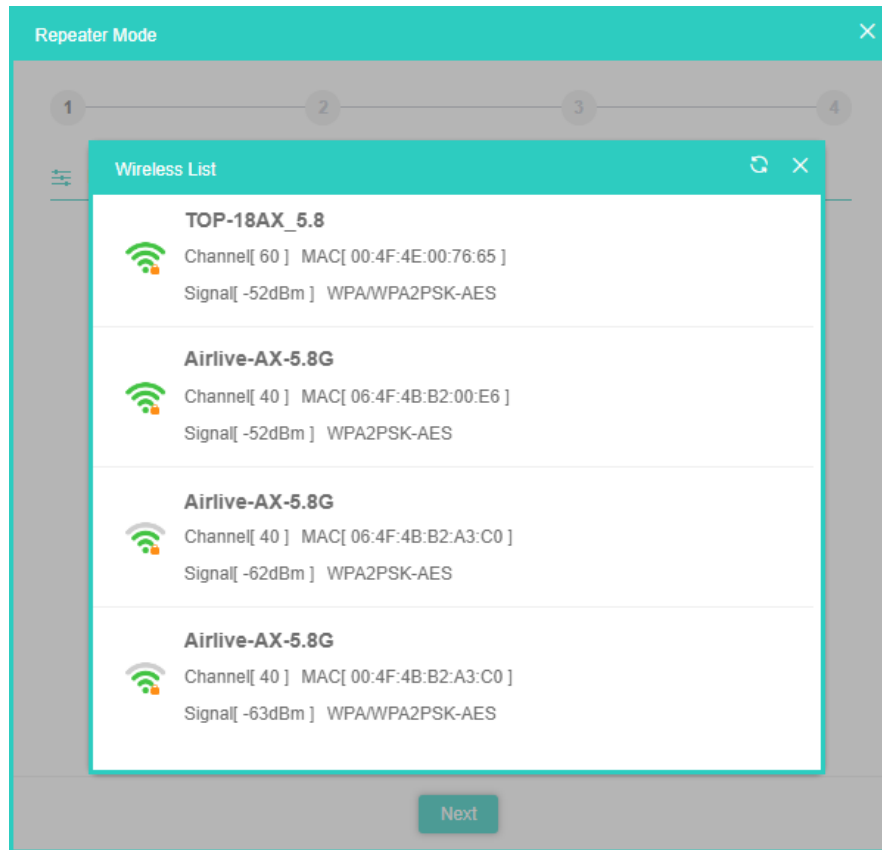 Repeater Mode
1 2 3 4
Wireless List
TOP-18AX_5.8
Channel[ 60 ] MAC[ 00:4F:4E:00:76:65 ]
Signal[ -52dBm ] WPA/WPA2PSK-AES
Airlive-AX-5.8G
Channel[ 40 ] MAC[ 06:4F:4B:B2:00:E6 ]
Signal[ -52dBm ] WPA2PSK-AES
Airlive-AX-5.8G
Channel[ 40 ] MAC[ 06:4F:4B:B2:A3:C0 ]
Signal[ -62dBm ] WPA2PSK-AES
Airlive-AX-5.8G
Channel[ 40 ] MAC[ 00:4F:4B:B2:A3:C0 ]
Signal[ -63dBm ] WPA/WPA2PSK-AES
Next